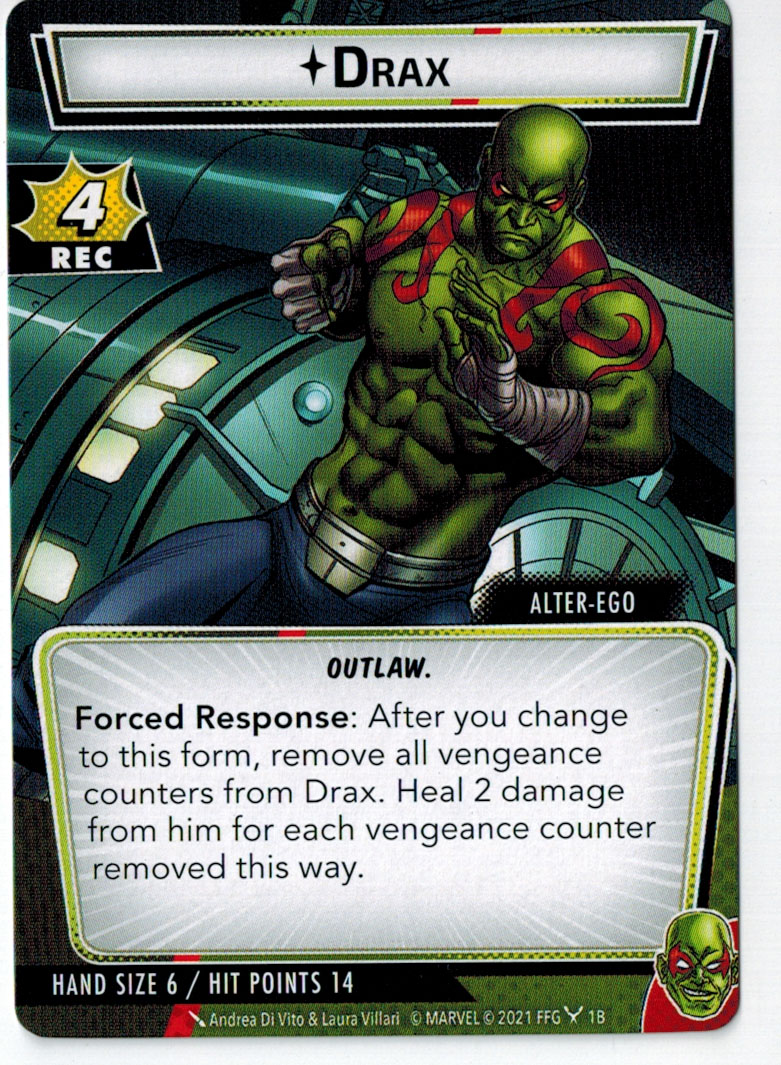 DRAX
4
REC
ALTER-EGO
OUTLAW.
Forced Response: After you change
to this form, remove all vengeance
counters from Drax. Heal 2 damage
from him for each vengeance counter
removed this way.
HAND SIZE 6 / HIT POINTS 14
Andrea Di Vito & Laura Villari © MARVEL © 2021 FFG 1B